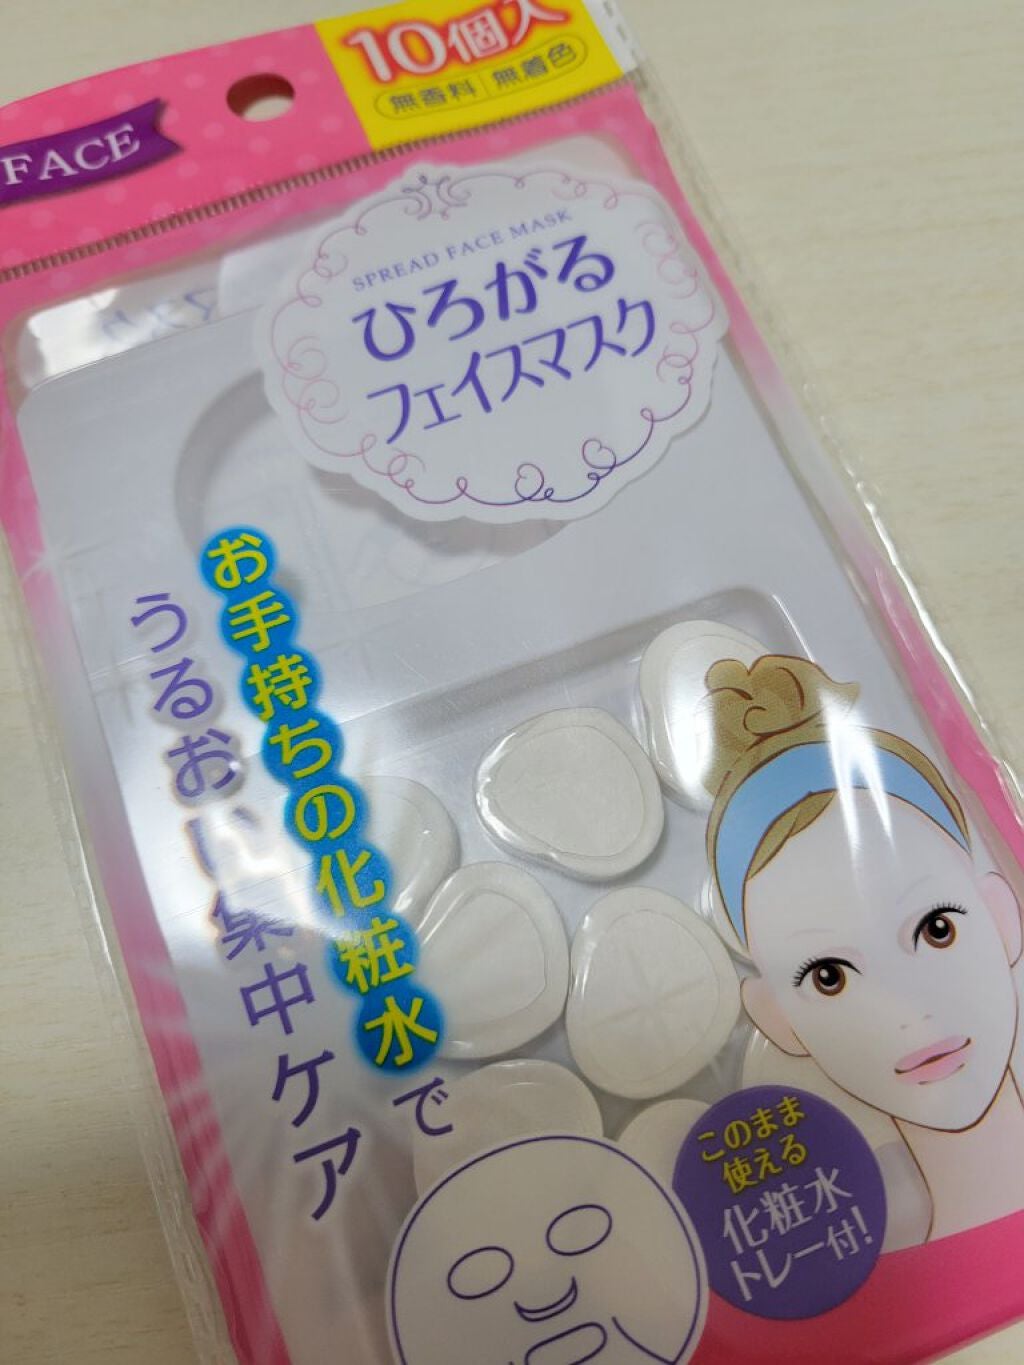 10個入
無香料 無着色
FACE
SPREAD FACE MASK
ひろがる
フェイスマスク
お手持ちの化粧水で
うるおい集中ケア
このまま
使える
化粧水
トレー付!